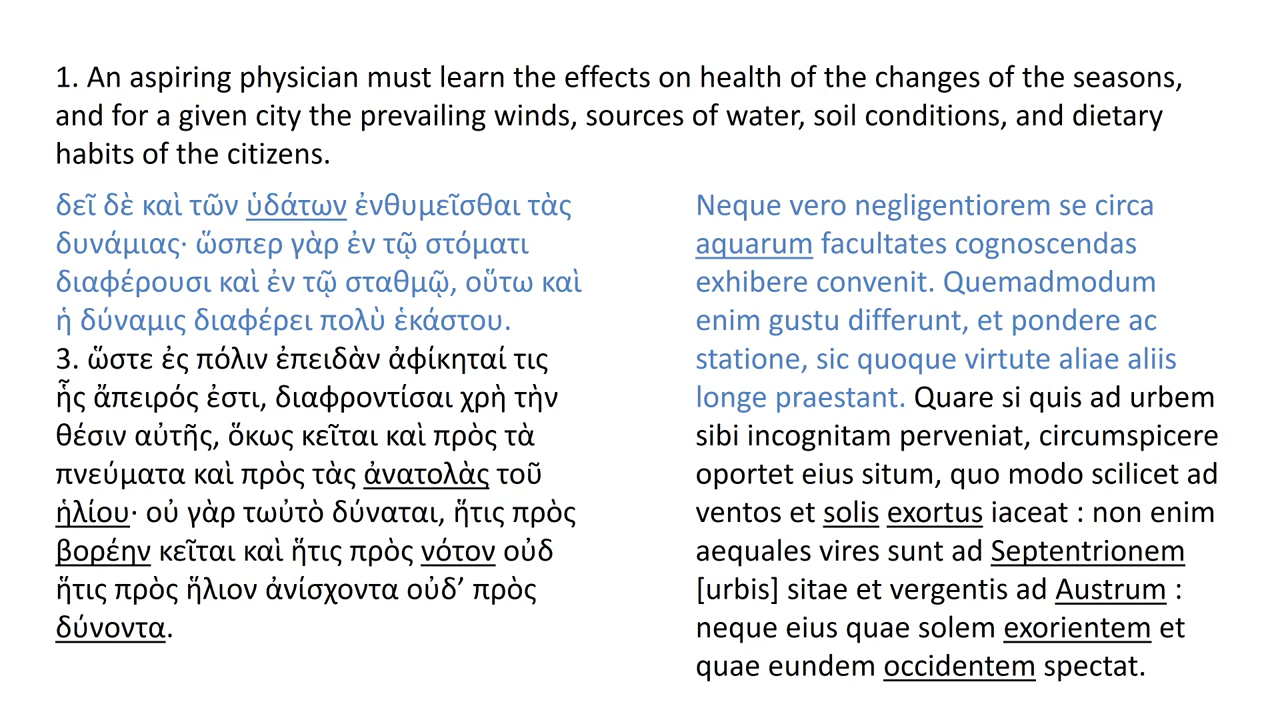 1. An aspiring physician must learn the effects on health of the changes of the seasons,
and for a given city the prevailing winds, sources of water, soil conditions, and dietary
habits of the citizens.
δεῖ δὲ καὶ τῶν ὑδάτων ἐνθυμεῖσθαι τὰς
δυνάμιας· ὥσπερ γὰρ ἐν τῷ στόματι
διαφέρουσι καὶ ἐν τῷ σταθμῷ, οὕτω καὶ
ἡ δύναμις διαφέρει πολὺ ἑκάστου.
3. ὥστε ἐς πόλιν ἐπειδὰν ἀφίκηταί τις
ἧς ἄπειρός ἐστι, διαφροντίσαι χρὴ τὴν
θέσιν αὐτῆς, ὅκως κεῖται καὶ πρὸς τὰ
πνεύματα καὶ πρὸς τὰς ἀνατολὰς τοῦ
ἡλίου· οὐ γὰρ τωὐτὸ δύναται, ἥτις πρὸς
βορέην κεῖται καὶ ἥτις πρὸς νότον οὐδ
ἥτις πρὸς ἥλιον ἀνίσχοντα οὐδ’ πρὸς
δύνοντα.
Neque vero negligentiorem se circa
aquarum facultates cognoscendas
exhibere convenit. Quemadmodum
enim gustu differunt, et pondere ac
statione, sic quoque virtute aliae aliis
longe praestant. Quare si quis ad urbem
sibi incognitam perveniat, circumspicere
oportet eius situm, quo modo scilicet ad
ventos et solis exortus iaceat : non enim
aequales vires sunt ad Septentrionem
[urbis] sitae et vergentis ad Austrum :
neque eius quae solem exorientem et
quae eundem occidentem spectat.